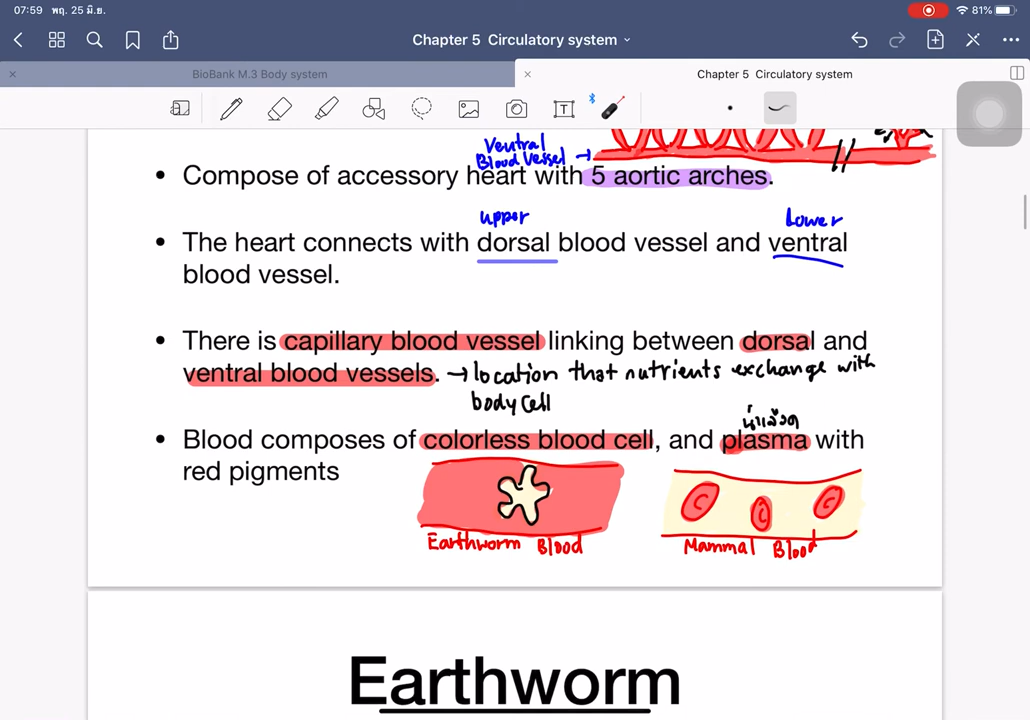 07:59 พฤ. 25 มิ.ย.
81%
Chapter 5 Circulatory system
BioBank M.3 Body system
Chapter 5 Circulatory system
Ventral
Blood Vessel →
• Compose of accessory heart with 5 aortic arches.
upper
Lower
• The heart connects with dorsal blood vessel and ventral
blood vessel.
• There is capillary blood vessel linking between dorsal and
ventral blood vessels. → location that nutrients exchange with
body cell
น้ำเลือด
• Blood composes of colorless blood cell, and plasma with
red pigments
C C C
Earthworm Blood
Mammal Blood
Earthworm